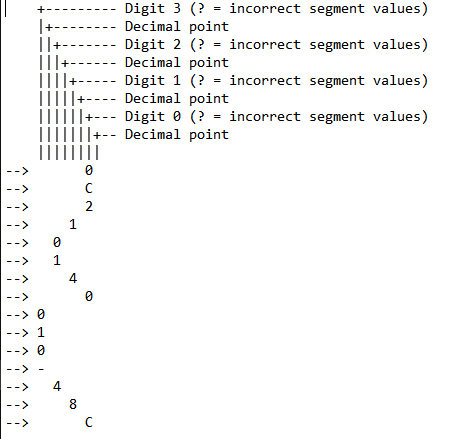 +--------- Digit 3 (? = incorrect segment values)
    |+-------- Decimal point
    ||+------- Digit 2 (? = incorrect segment values)
    |||+------ Decimal point
    ||||+----- Digit 1 (? = incorrect segment values)
    |||||+---- Decimal point
    ||||||+--- Digit 0 (? = incorrect segment values)
    |||||||+-- Decimal point
    ||||||||
-->       0
-->       C
-->       2
-->     1
-->   0
-->   1
-->     4
-->       0
--> 0
--> 1
--> 0
--> -
-->   4
-->     8
-->       C